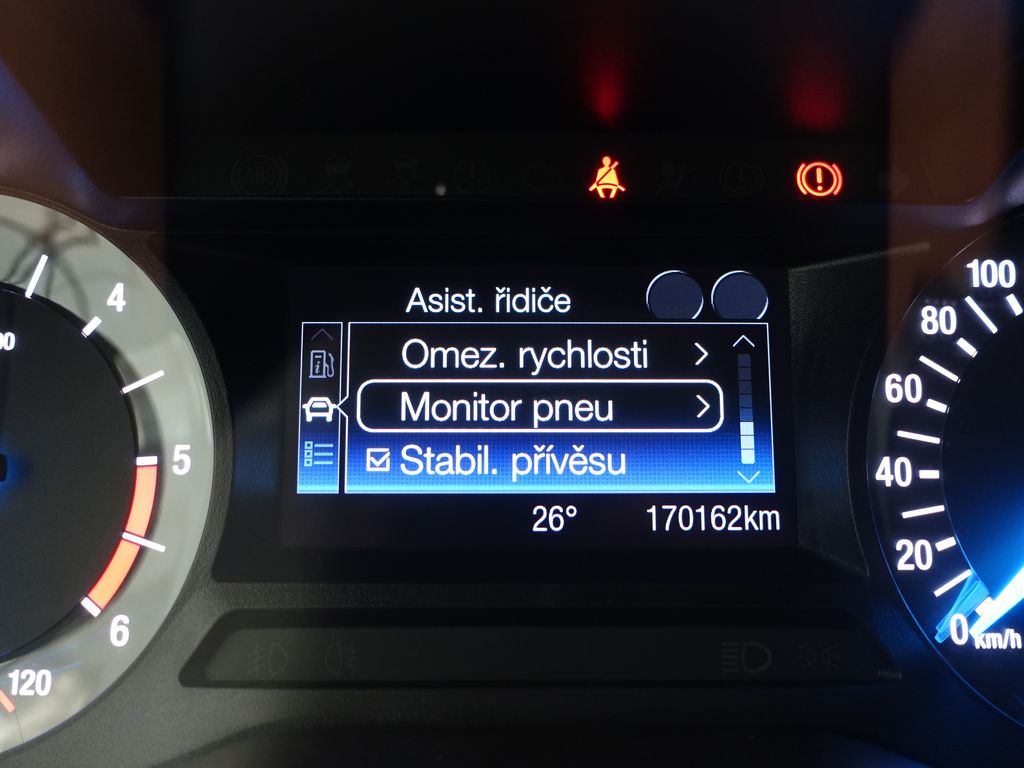 ABS
Asist. řidiče
Omez. rychlosti
Monitor pneu
Stabil. přívěsu
26° 170162km
4
5
6
120
100
80
60
40
20
0 km/h